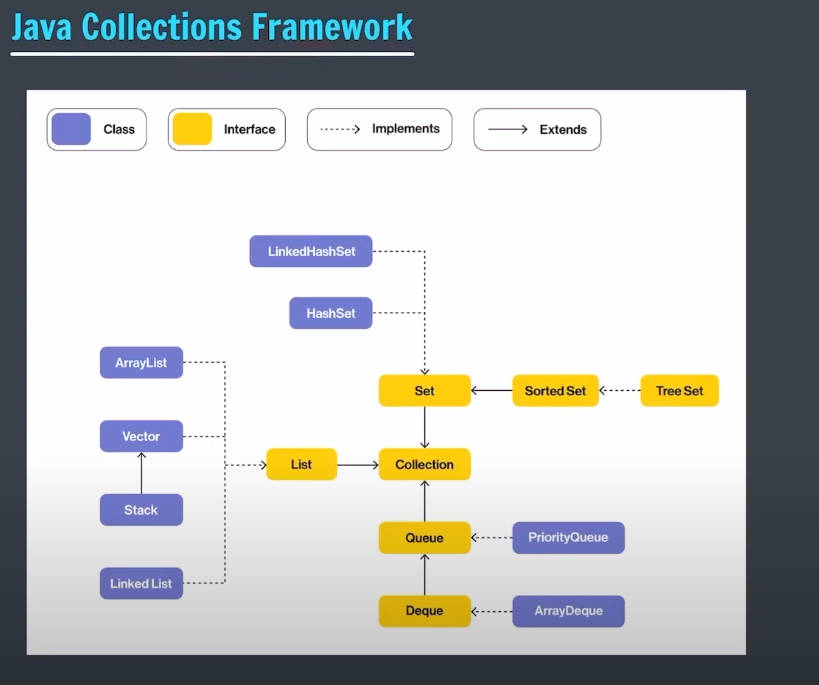 Java Collections Framework
Class
Interface
Implements
Extends
LinkedHashSet
HashSet
ArrayList
Set
Sorted Set
Tree Set
Vector
List
Collection
Stack
Queue
PriorityQueue
Linked List
Deque
ArrayDeque